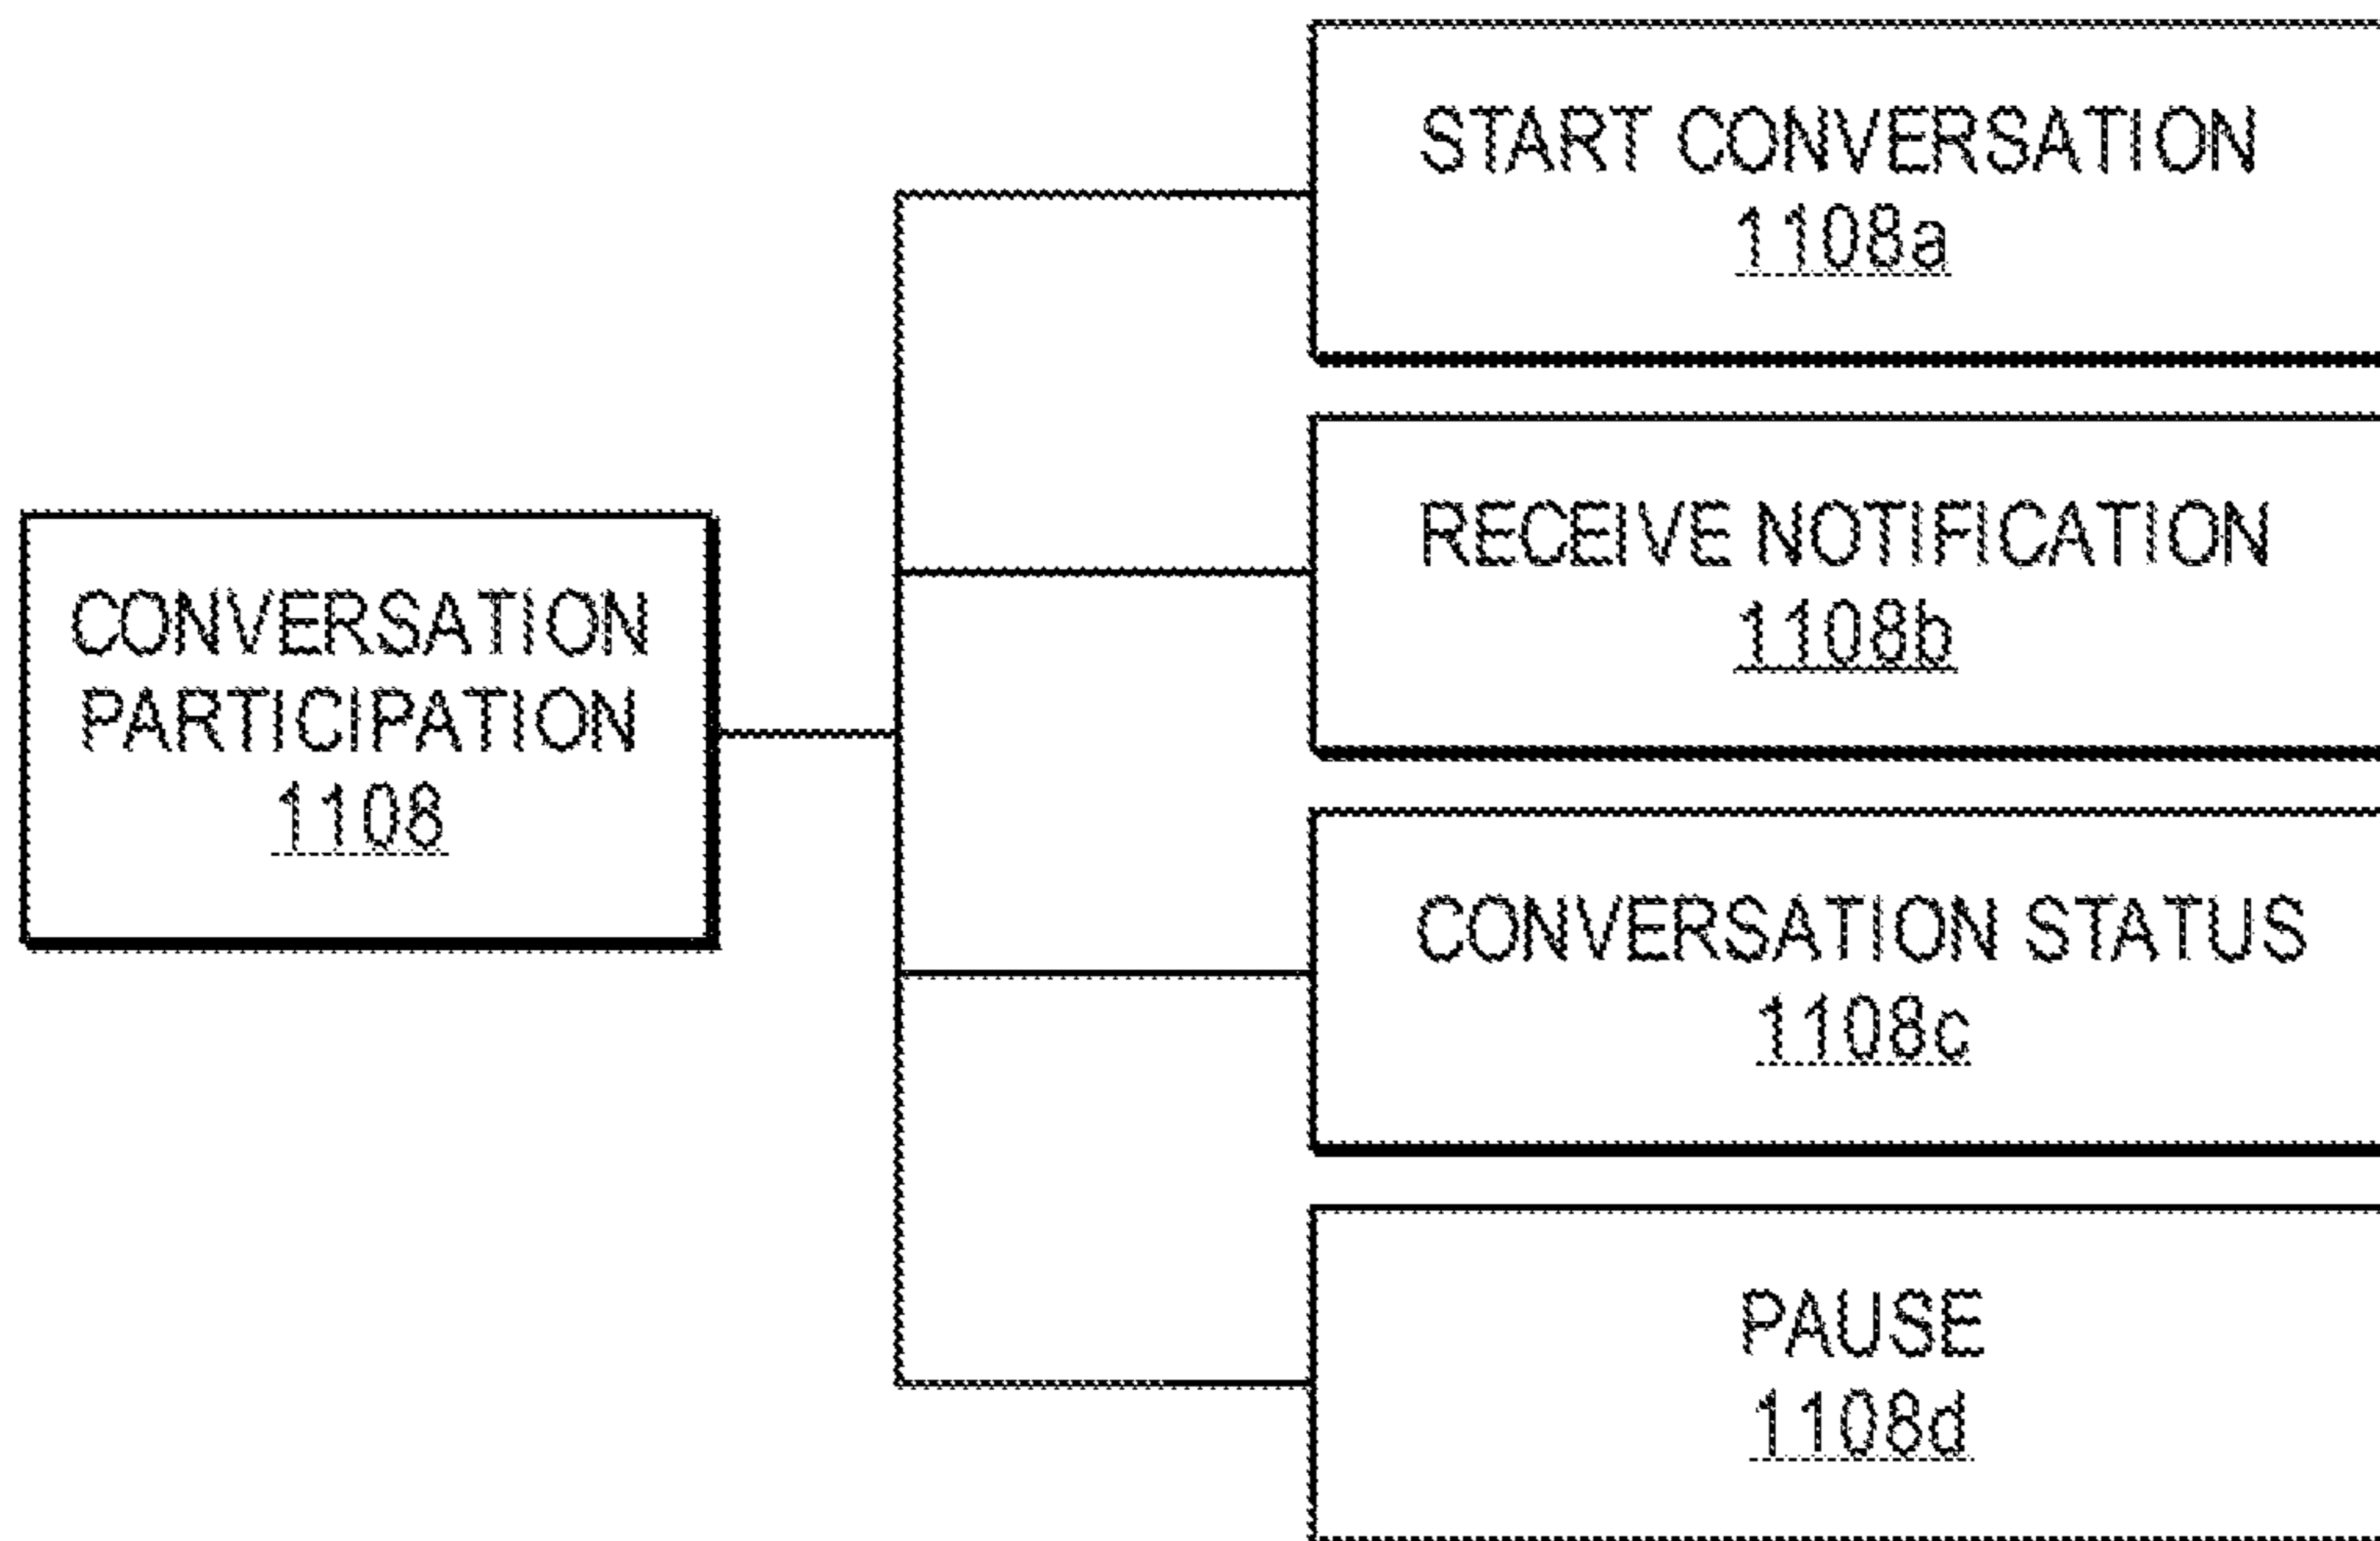 START CONVERSATION
1108a
RECEIVE NOTIFICATION
1108b
CONVERSATION
PARTICIPATION
1108
CONVERSATION STATUS
1108c
PAUSE
1108d